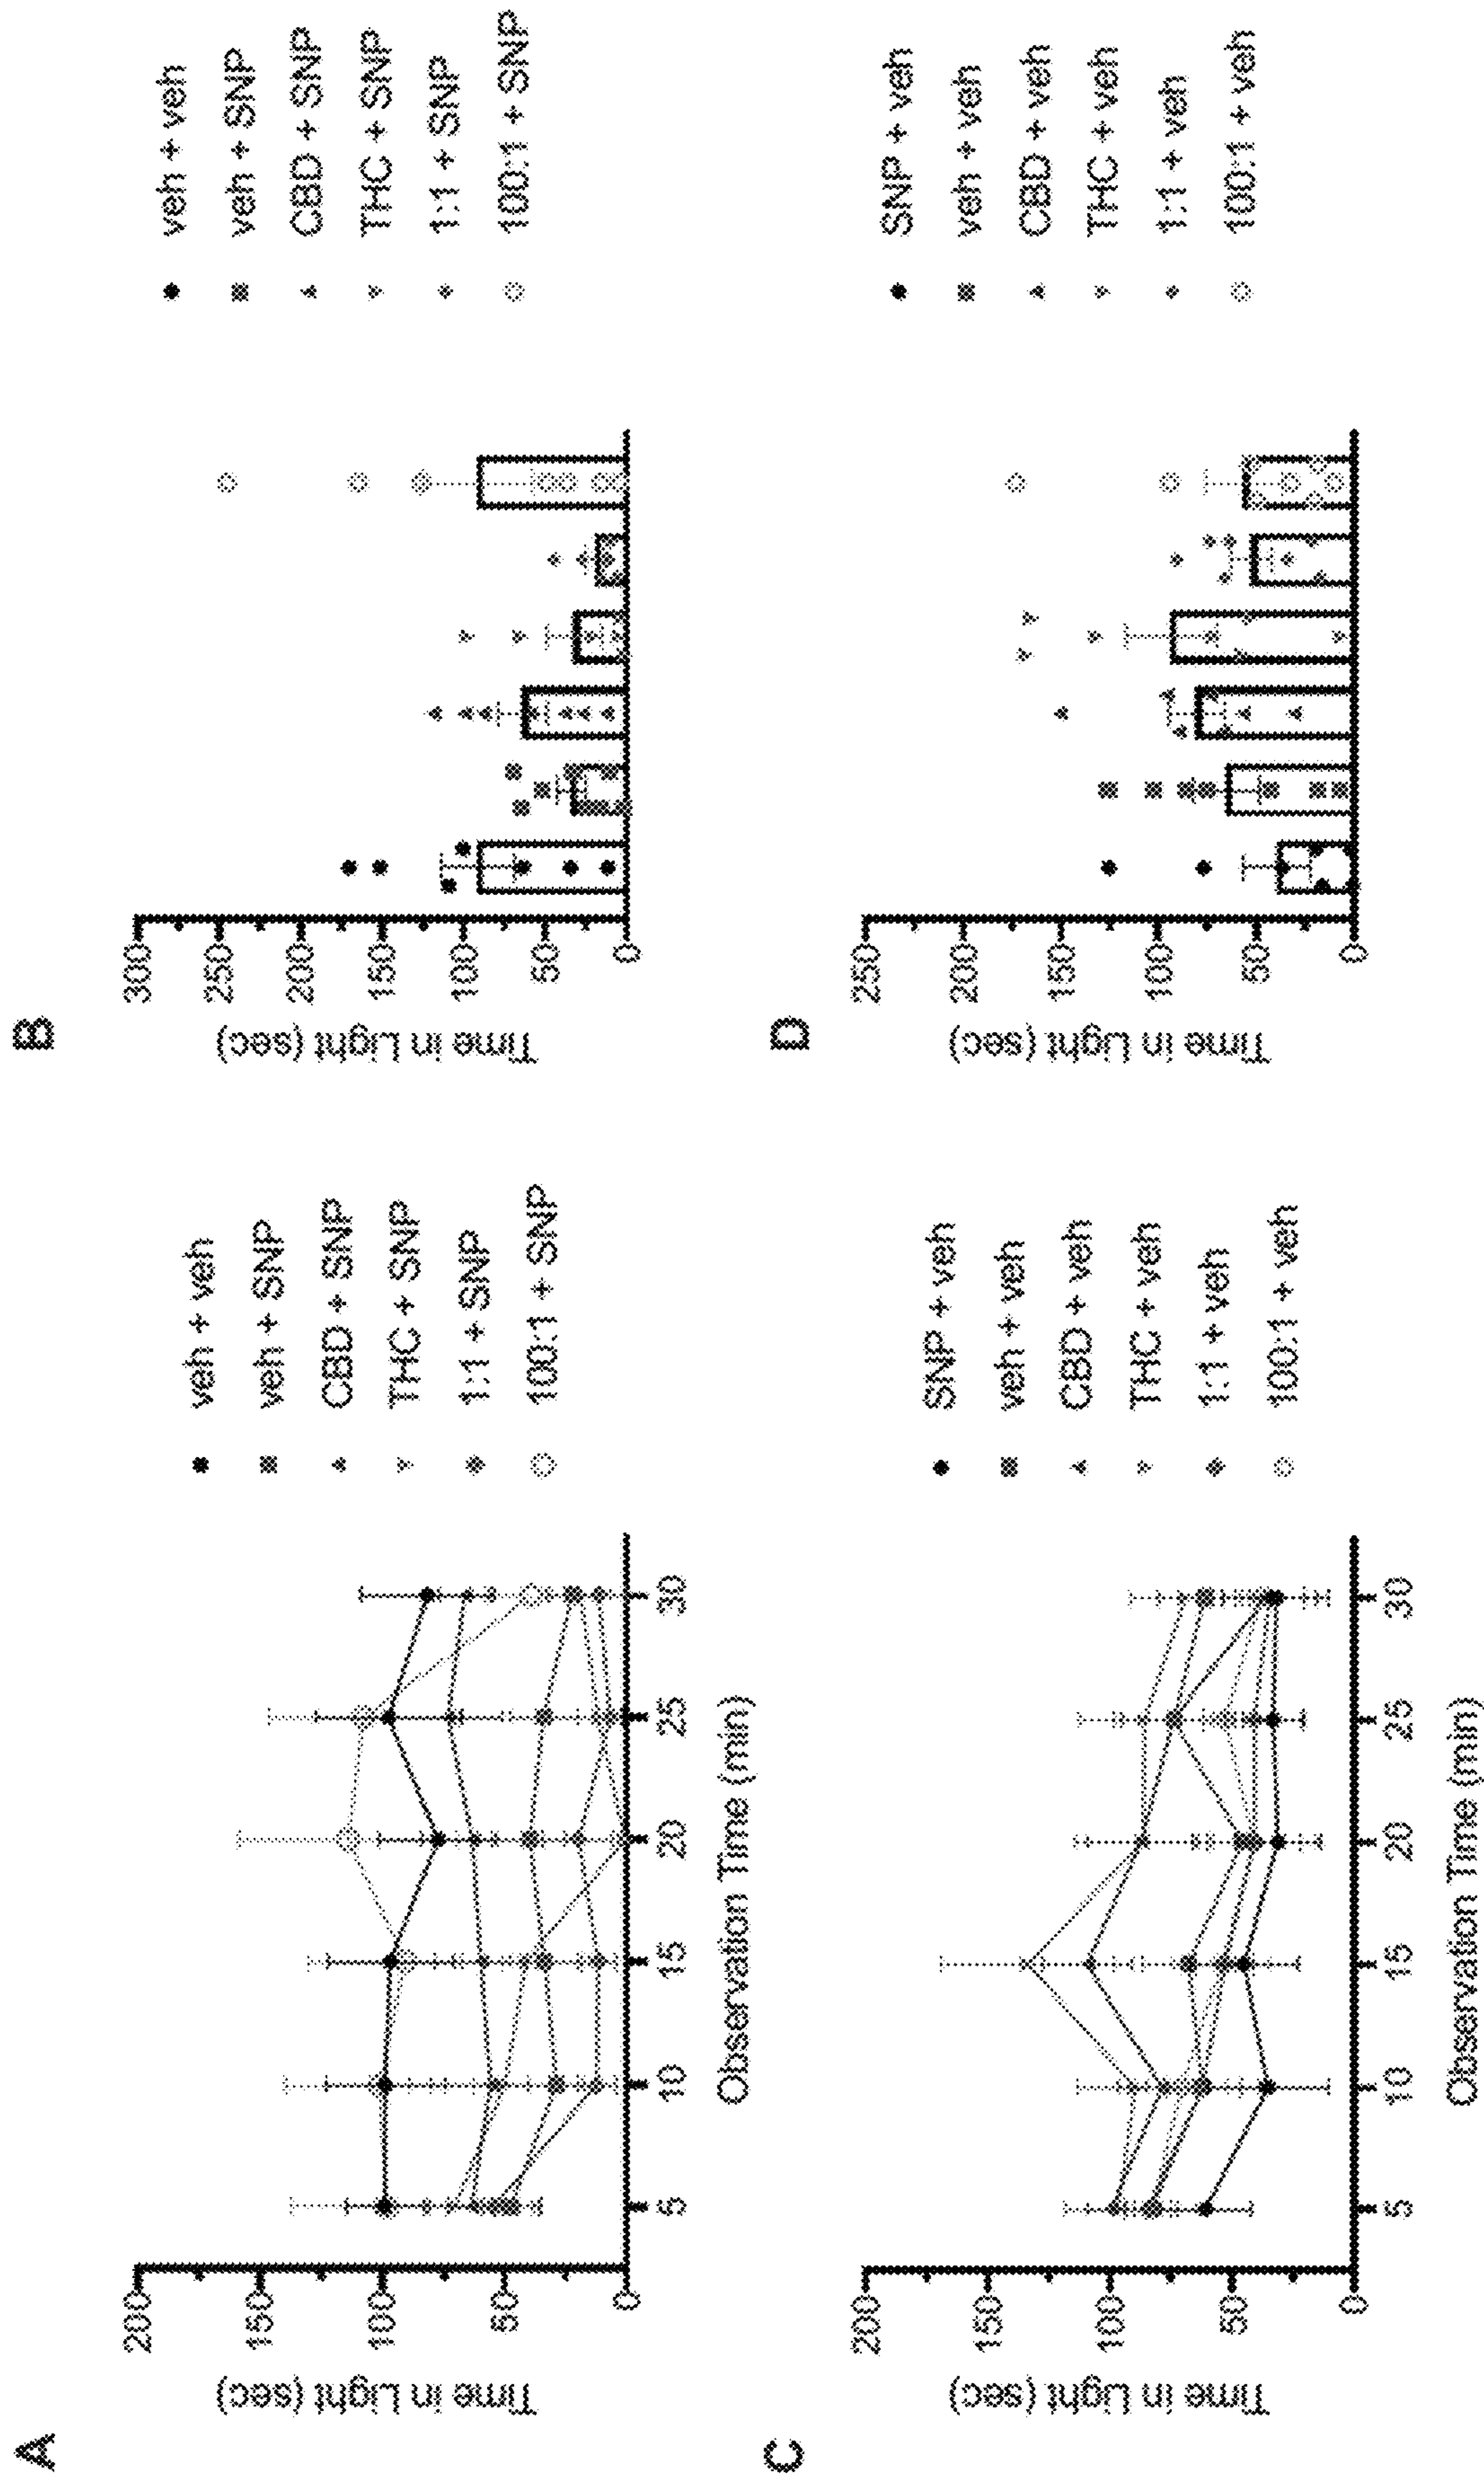 A
Time in Light (sec)
200
150
100
50
0
5
10
15
20
25
30
Observation Time (min)
veh + veh
veh + SNP
CBD + SNP
THC + SNP
1:1 + SNP
100:1 + SNP
B
Time in Light (sec)
300
250
200
150
100
50
0
veh + veh
veh + SNP
CBD + SNP
THC + SNP
1:1 + SNP
100:1 + SNP
C
Time in Light (sec)
200
150
100
50
0
5
10
15
20
25
30
Observation Time (min)
SNP + veh
veh + veh
CBD + veh
THC + veh
1:1 + veh
100:1 + veh
D
Time in Light (sec)
250
200
150
100
50
0
SNP + veh
veh + veh
CBD + veh
THC + veh
1:1 + veh
100:1 + veh